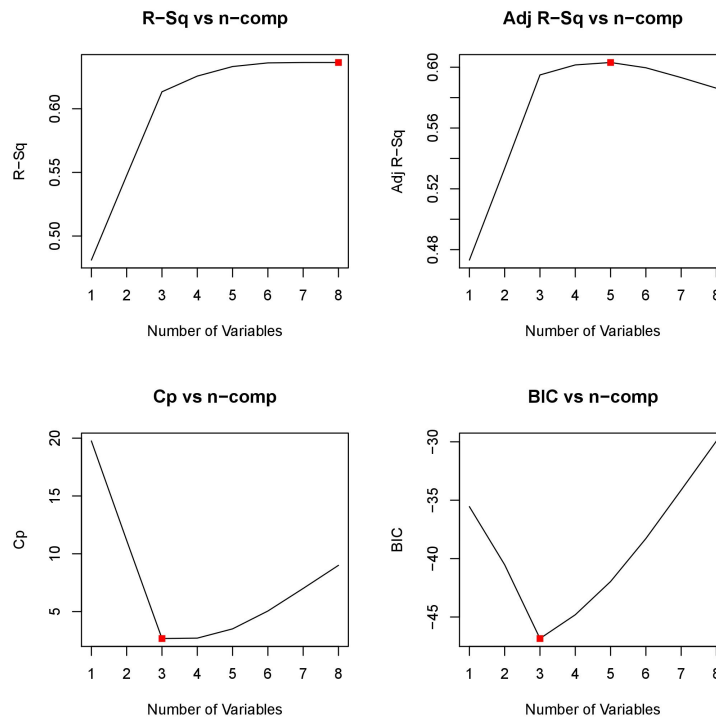 R−Sq vs n−comp
R−Sq
0.60
0.55
0.50
1 2 3 4 5 6 7 8
Number of Variables
Adj R−Sq vs n−comp
Adj R−Sq
0.60
0.56
0.52
0.48
1 2 3 4 5 6 7 8
Number of Variables
Cp vs n−comp
Cp
20
15
10
5
1 2 3 4 5 6 7 8
Number of Variables
BIC vs n−comp
BIC
−30
−35
−40
−45
1 2 3 4 5 6 7 8
Number of Variables